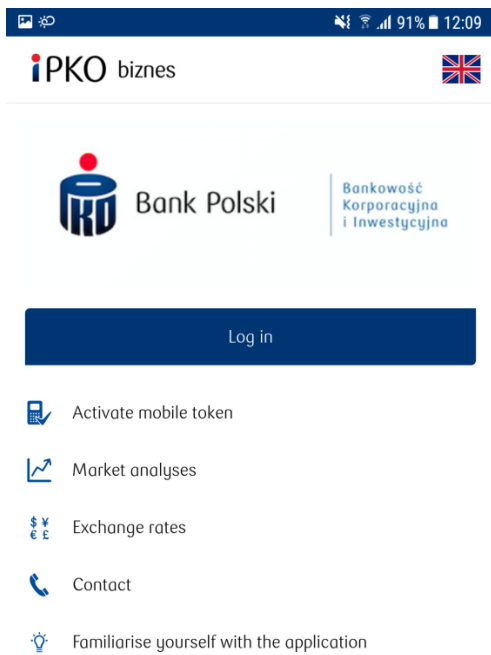 91% 12:09
iPKO biznes
PKO Bank Polski
Bankowość
Korporacyjna
i Inwestycyjna
Log in
Activate mobile token
Market analyses
$ ¥
€ £
Exchange rates
Contact
Familiarise yourself with the application